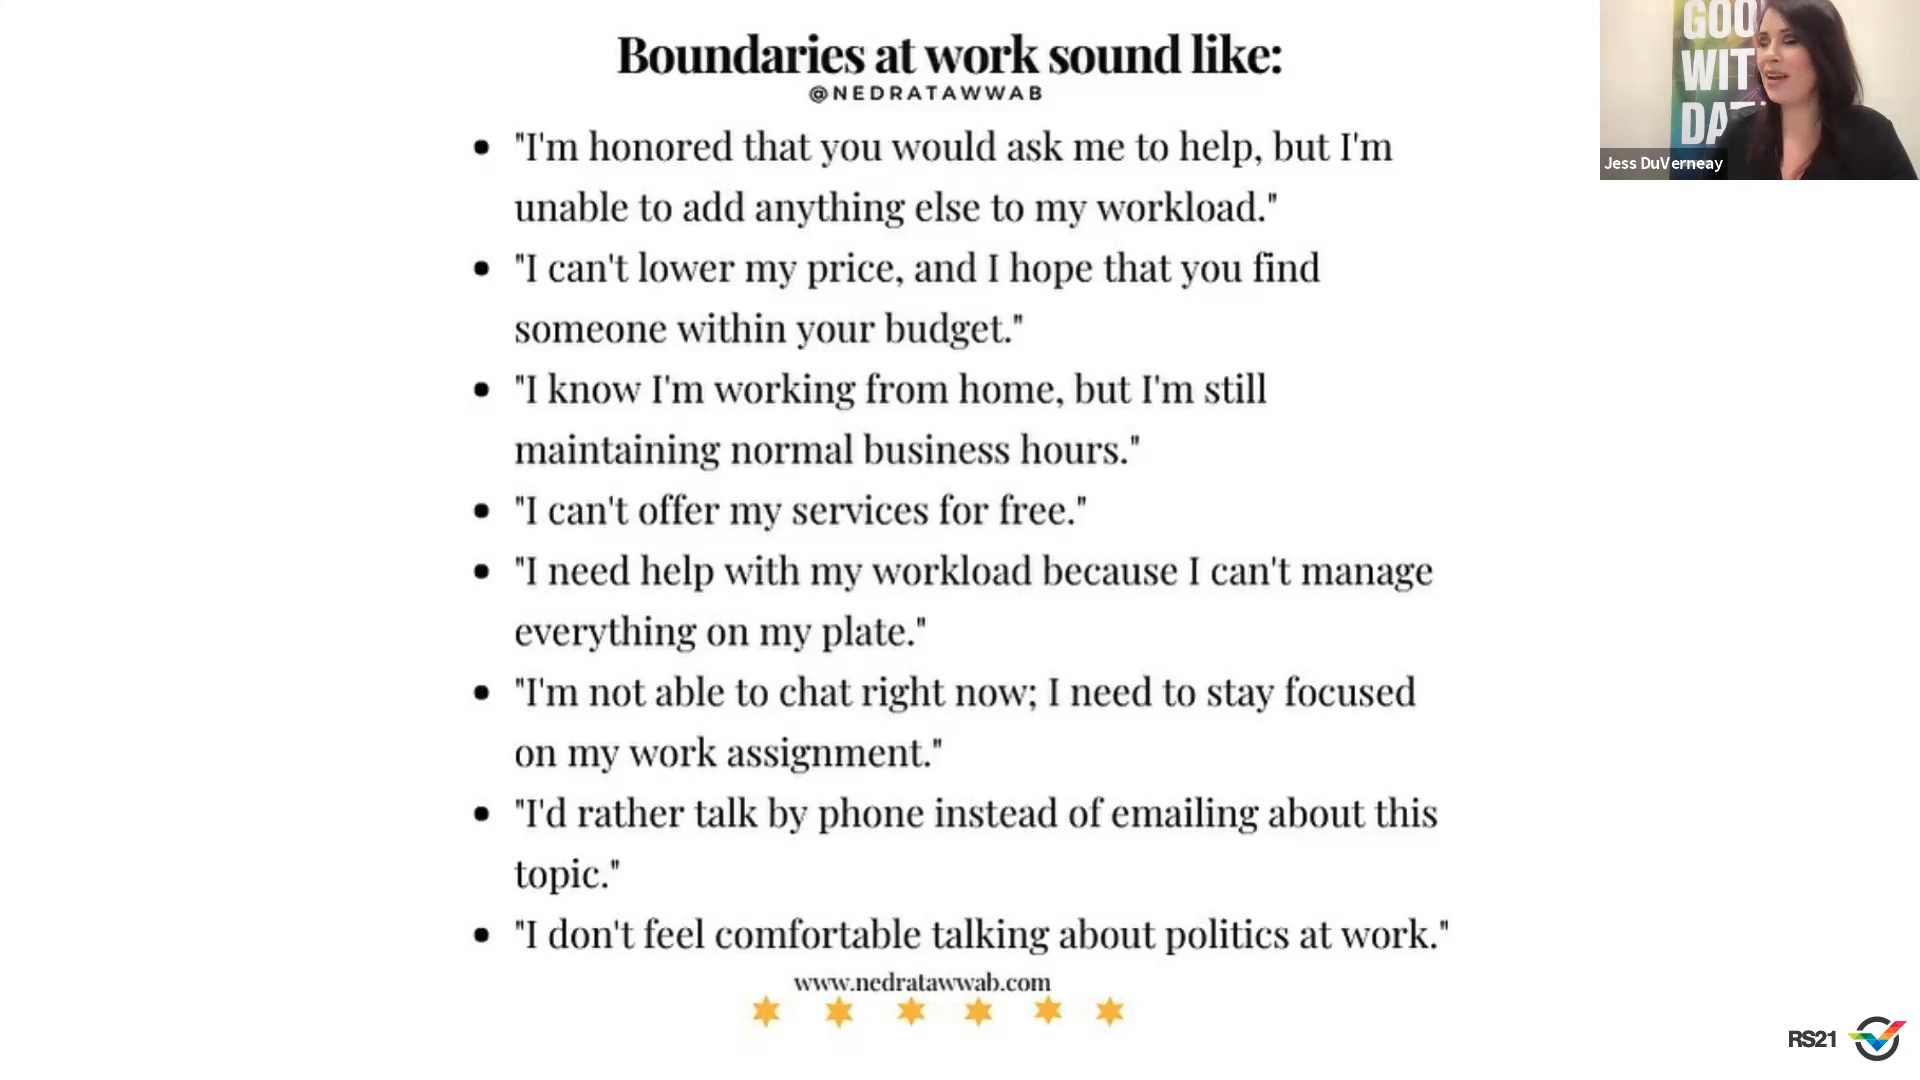 Boundaries at work sound like:
@NEDRATAWWAB
• "I'm honored that you would ask me to help, but I'm
unable to add anything else to my workload."
• "I can't lower my price, and I hope that you find
someone within your budget."
• "I know I'm working from home, but I'm still
maintaining normal business hours."
• "I can't offer my services for free."
• "I need help with my workload because I can't manage
everything on my plate."
• "I'm not able to chat right now; I need to stay focused
on my work assignment."
• "I'd rather talk by phone instead of emailing about this
topic."
• "I don't feel comfortable talking about politics at work."
www.nedratawwab.com
GOO
WIT
DA
Jess DuVerneay
RS21